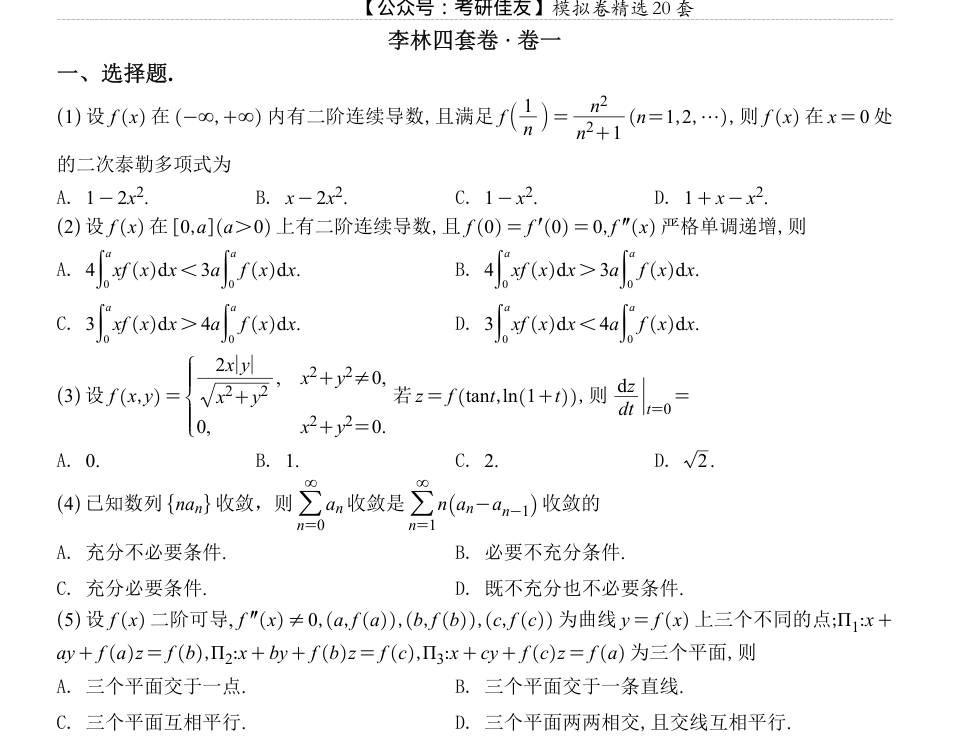 【公众号：考研佳友】模拟卷精选20套
李林四套卷·卷一
一、选择题.
(1) 设 f(x) 在 (−∞,+∞) 内有二阶连续导数, 且满足 f(1/n) = n²/(n²+1) (n=1,2,⋯), 则 f(x) 在 x=0 处
的二次泰勒多项式为
A. 1−2x². B. x−2x². C. 1−x². D. 1+x−x².
(2) 设 f(x) 在 [0,a](a>0) 上有二阶连续导数, 且 f(0)=f′(0)=0, f″(x) 严格单调递增, 则
A. 4∫₀ᵃ xf(x)dx<3a∫₀ᵃ f(x)dx. B. 4∫₀ᵃ xf(x)dx>3a∫₀ᵃ f(x)dx.
C. 3∫₀ᵃ xf(x)dx>4a∫₀ᵃ f(x)dx. D. 3∫₀ᵃ xf(x)dx<4a∫₀ᵃ f(x)dx.
(3) 设 f(x,y) = { 2x|y|/√(x²+y²), x²+y²≠0, 0, x²+y²=0. 若 z=f(tant,ln(1+t)), 则 dz/dt|t=0 =
A. 0. B. 1. C. 2. D. √2.
(4) 已知数列 {naₙ} 收敛，则 ∑_{n=0}^{∞} aₙ 收敛是 ∑_{n=1}^{∞} n(aₙ−aₙ₋₁) 收敛的
A. 充分不必要条件. B. 必要不充分条件.
C. 充分必要条件. D. 既不充分也不必要条件.
(5) 设 f(x) 二阶可导, f″(x)≠0, (a,f(a)),(b,f(b)),(c,f(c)) 为曲线 y=f(x) 上三个不同的点;Π₁:x+
ay+f(a)z=f(b),Π₂:x+by+f(b)z=f(c),Π₃:x+cy+f(c)z=f(a) 为三个平面, 则
A. 三个平面交于一点. B. 三个平面交于一条直线.
C. 三个平面互相平行. D. 三个平面两两相交, 且交线互相平行.